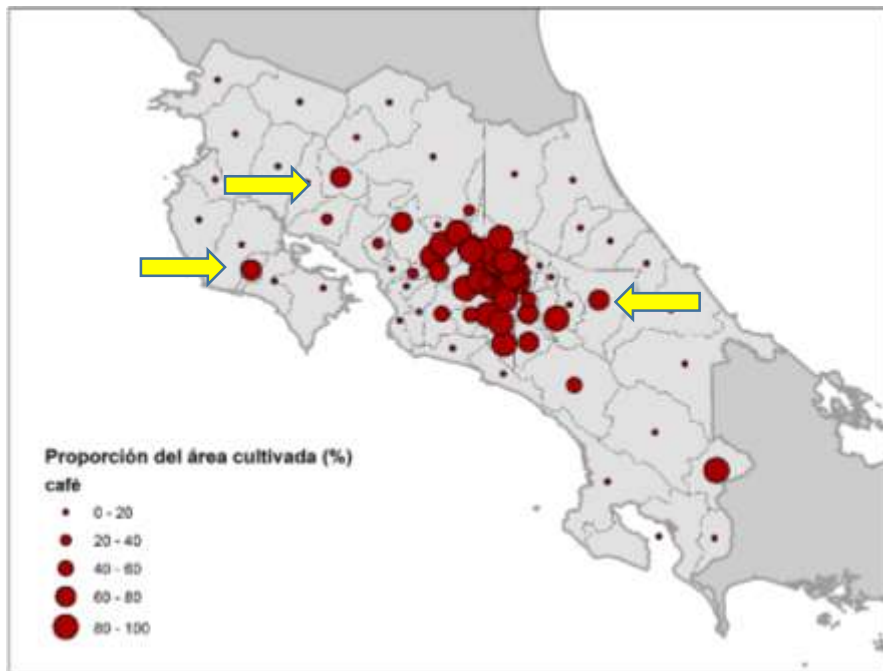 Proporción del área cultivada (%)
café
0 - 20
20 - 40
40 - 60
60 - 80
80 - 100